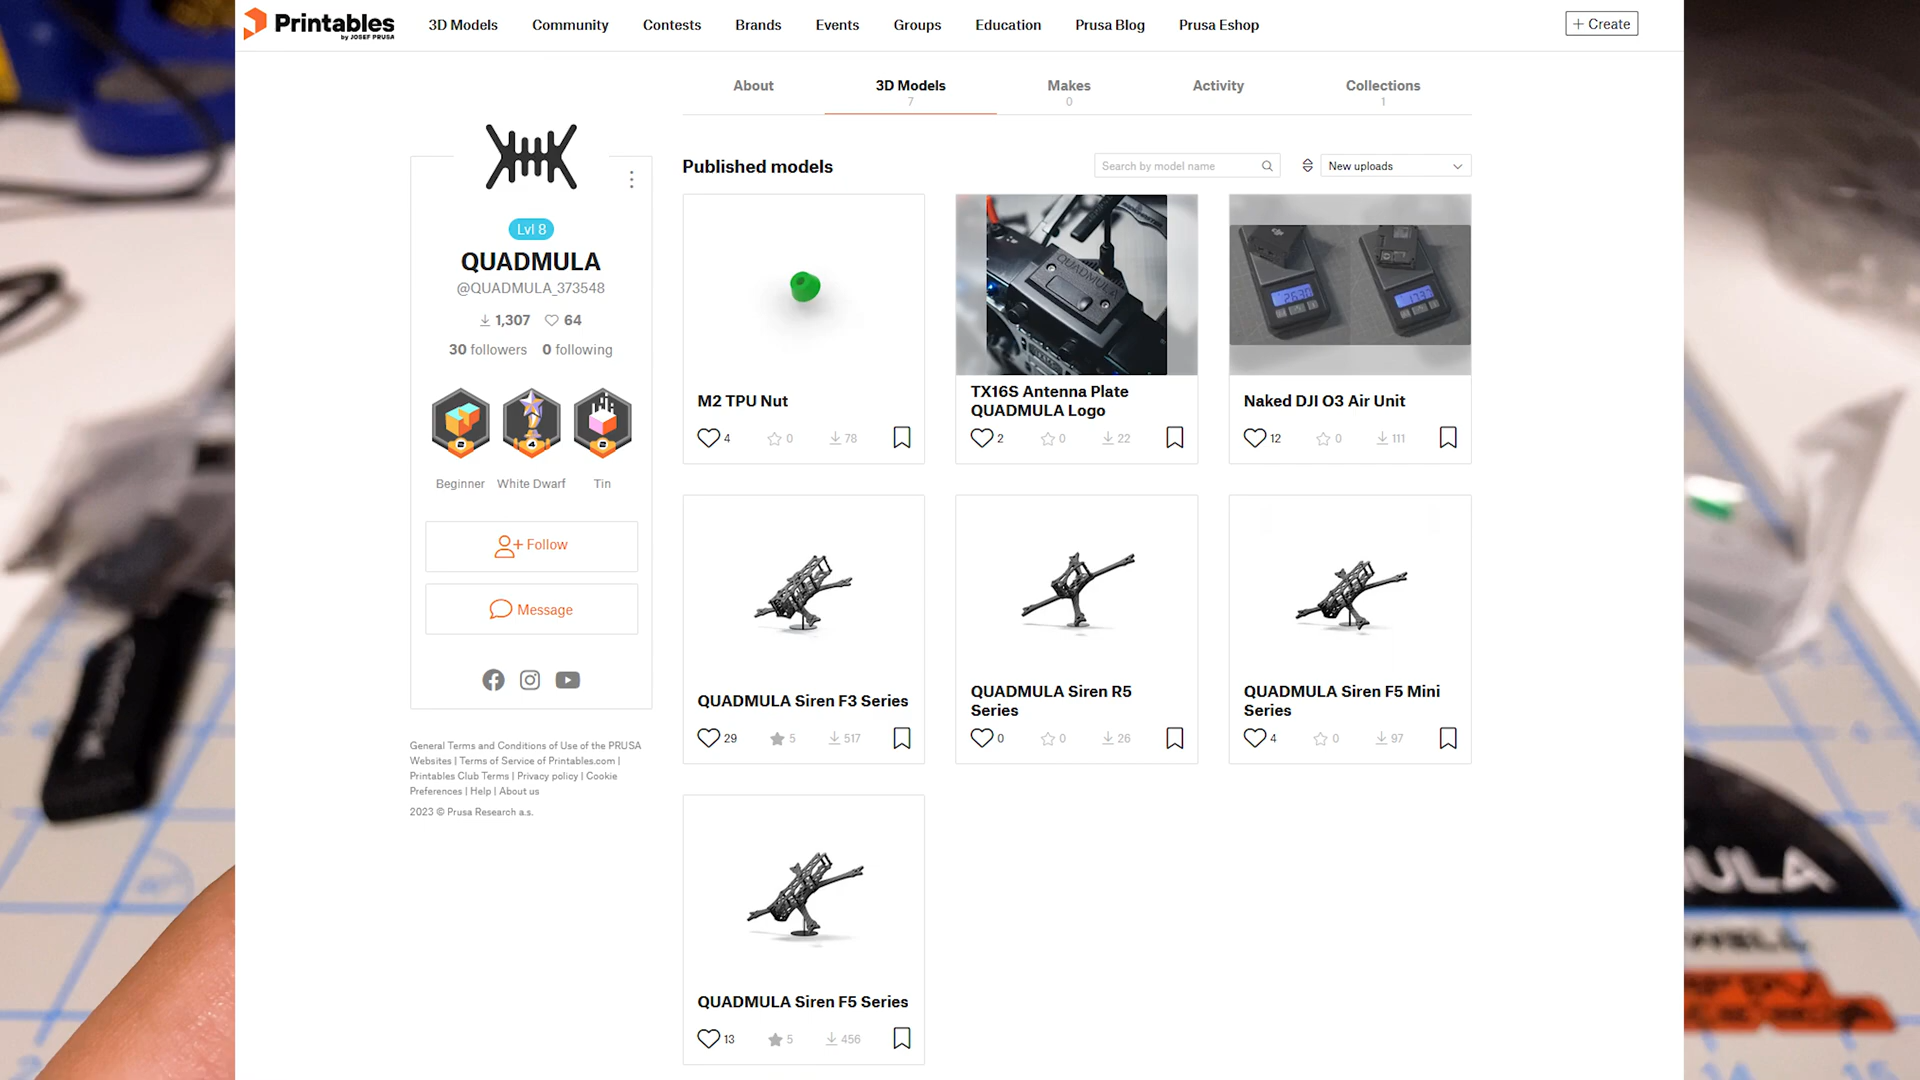 Printables
by JOSEF PRUSA
3D Models
Community
Contests
Brands
Events
Groups
Education
Prusa Blog
Prusa Eshop
+ Create
About
3D Models
7
Makes
0
Activity
Collections
1
Lvl 8
QUADMULA
@QUADMULA_373548
1,307
64
30 followers
0 following
Beginner
White Dwarf
Tin
Follow
Message
General Terms and Conditions of Use of the PRUSA
Websites | Terms of Service of Printables.com |
Printables Club Terms | Privacy policy | Cookie
Preferences | Help | About us
2023 © Prusa Research a.s.
Published models
Search by model name
New uploads
M2 TPU Nut
4
0
78
QUADMULA
TX16S Antenna Plate
QUADMULA Logo
2
0
22
Naked DJI O3 Air Unit
12
0
111
QUADMULA Siren F3 Series
29
5
517
QUADMULA Siren R5
Series
0
0
26
QUADMULA Siren F5 Mini
Series
4
0
97
QUADMULA Siren F5 Series
13
5
456
ULA